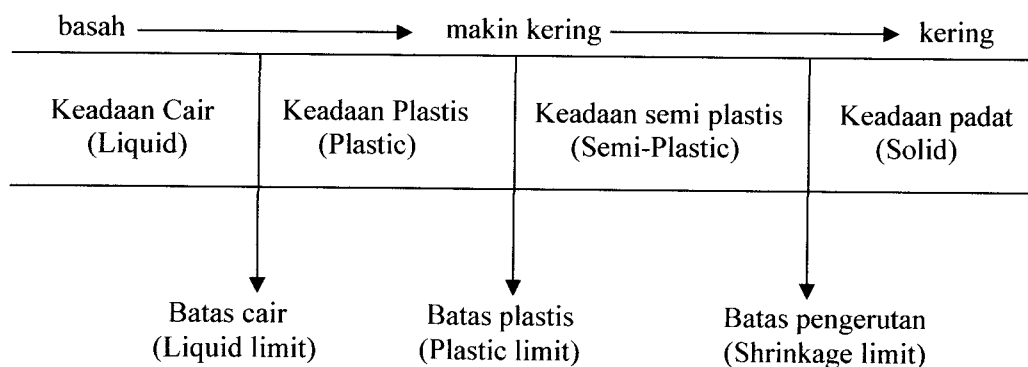 basah makin kering kering
Keadaan Cair
(Liquid)
Keadaan Plastis
(Plastic)
Keadaan semi plastis
(Semi-Plastic)
Keadaan padat
(Solid)
Batas cair
(Liquid limit)
Batas plastis
(Plastic limit)
Batas pengerutan
(Shrinkage limit)